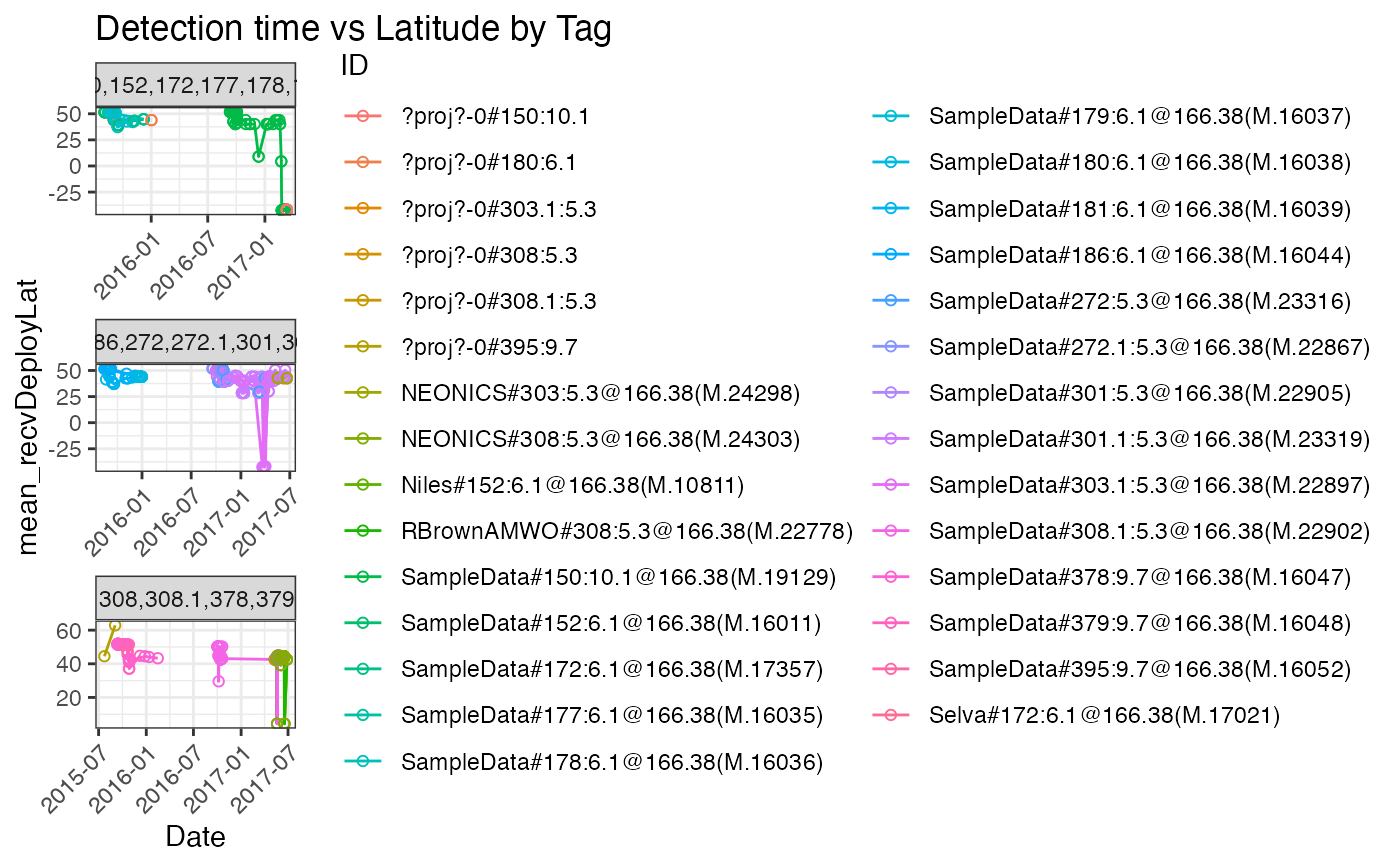 Detection time vs Latitude by Tag
mean_recvDeployLat
,152,172,177,178,
50
25
0
-25
2016-01
2016-07
2017-01
86,272,272.1,301,3
50
25
0
-25
2016-01
2016-07
2017-01
2017-07
308,308.1,378,379
60
40
20
2015-07
2016-01
2016-07
2017-01
2017-07
Date
ID
?proj?-0#150:10.1
?proj?-0#180:6.1
?proj?-0#303.1:5.3
?proj?-0#308:5.3
?proj?-0#308.1:5.3
?proj?-0#395:9.7
NEONICS#303:5.3@166.38(M.24298)
NEONICS#308:5.3@166.38(M.24303)
Niles#152:6.1@166.38(M.10811)
RBrownAMWO#308:5.3@166.38(M.22778)
SampleData#150:10.1@166.38(M.19129)
SampleData#152:6.1@166.38(M.16011)
SampleData#172:6.1@166.38(M.17357)
SampleData#177:6.1@166.38(M.16035)
SampleData#178:6.1@166.38(M.16036)
SampleData#179:6.1@166.38(M.16037)
SampleData#180:6.1@166.38(M.16038)
SampleData#181:6.1@166.38(M.16039)
SampleData#186:6.1@166.38(M.16044)
SampleData#272:5.3@166.38(M.23316)
SampleData#272.1:5.3@166.38(M.22867)
SampleData#301:5.3@166.38(M.22905)
SampleData#301.1:5.3@166.38(M.23319)
SampleData#303.1:5.3@166.38(M.22897)
SampleData#308.1:5.3@166.38(M.22902)
SampleData#378:9.7@166.38(M.16047)
SampleData#379:9.7@166.38(M.16048)
SampleData#395:9.7@166.38(M.16052)
Selva#172:6.1@166.38(M.17021)